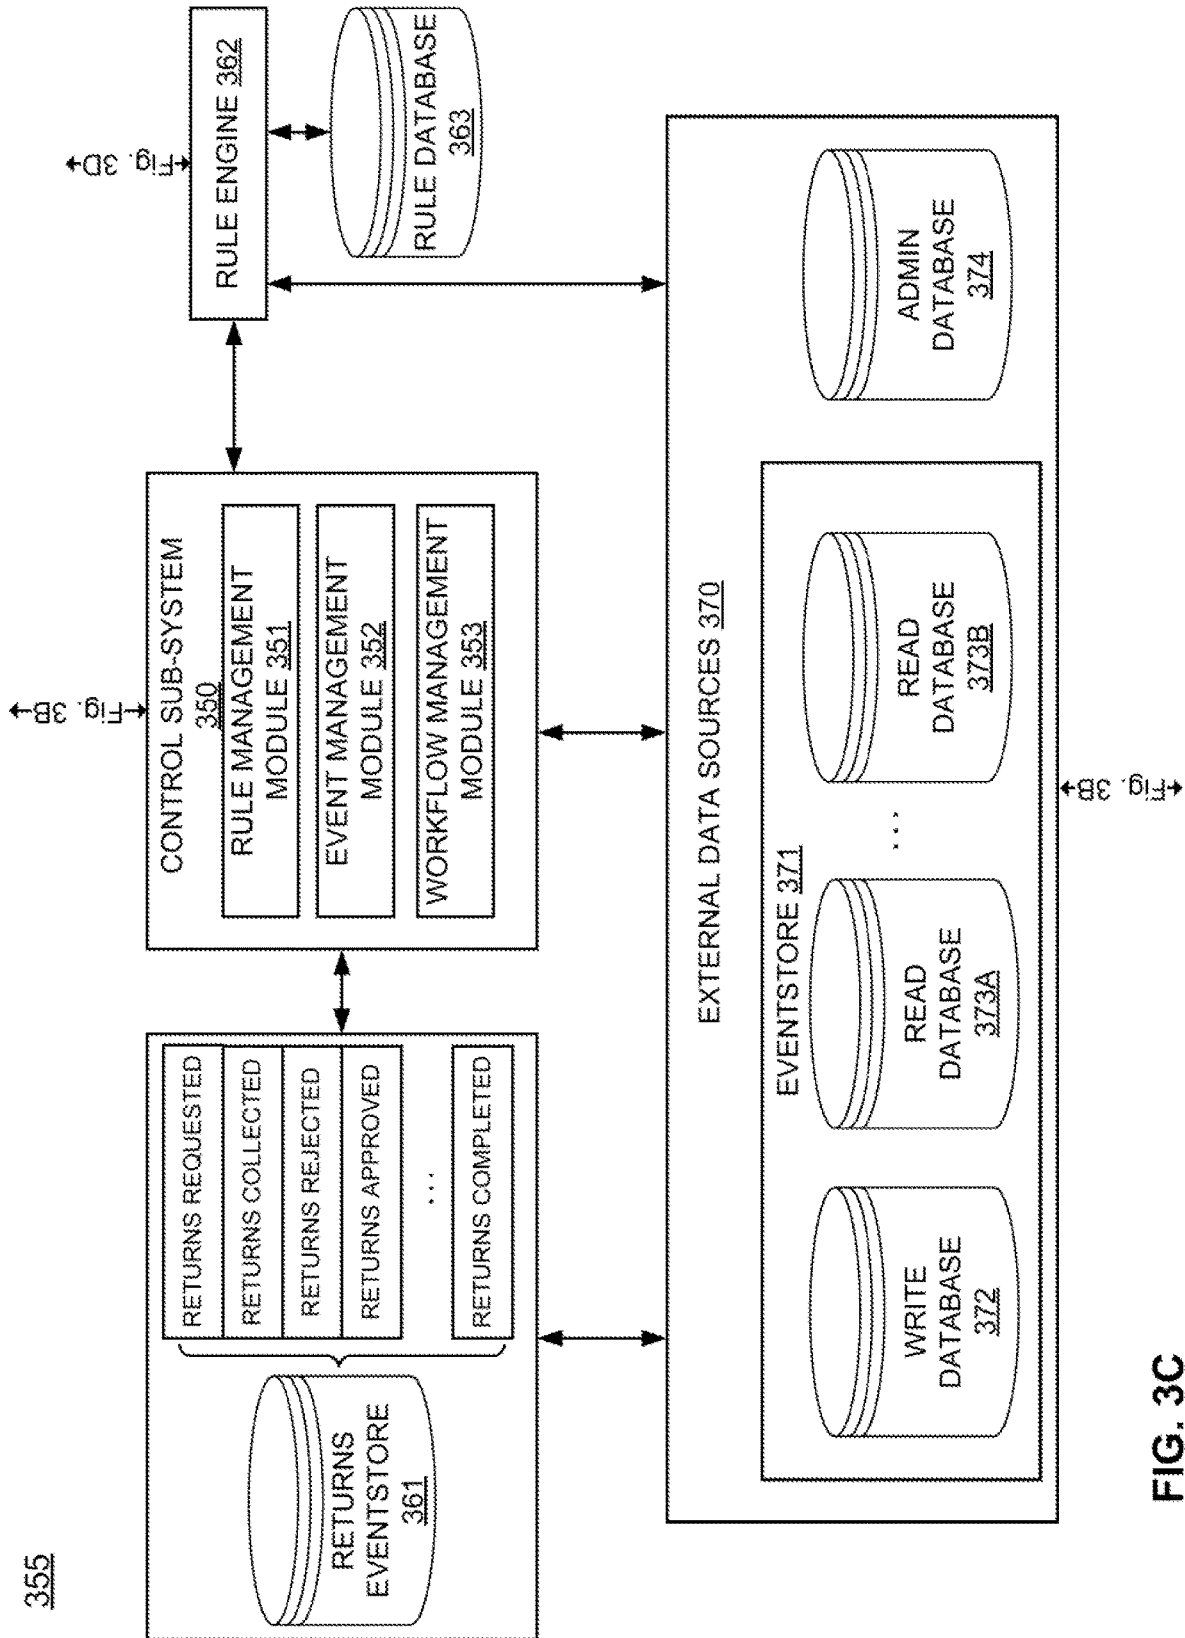 355
RETURNS
EVENTSTORE
361
RETURNS REQUESTED
RETURNS COLLECTED
RETURNS REJECTED
RETURNS APPROVED
...
RETURNS COMPLETED
Fig. 3B
CONTROL SUB-SYSTEM
350
RULE MANAGEMENT
MODULE 351
EVENT MANAGEMENT
MODULE 352
WORKFLOW MANAGEMENT
MODULE 353
Fig. 3D
RULE ENGINE 362
RULE DATABASE
363
EXTERNAL DATA SOURCES 370
EVENTSTORE 371
WRITE
DATABASE
372
READ
DATABASE
373A
...
READ
DATABASE
373B
ADMIN
DATABASE
374
Fig. 3B
FIG. 3C